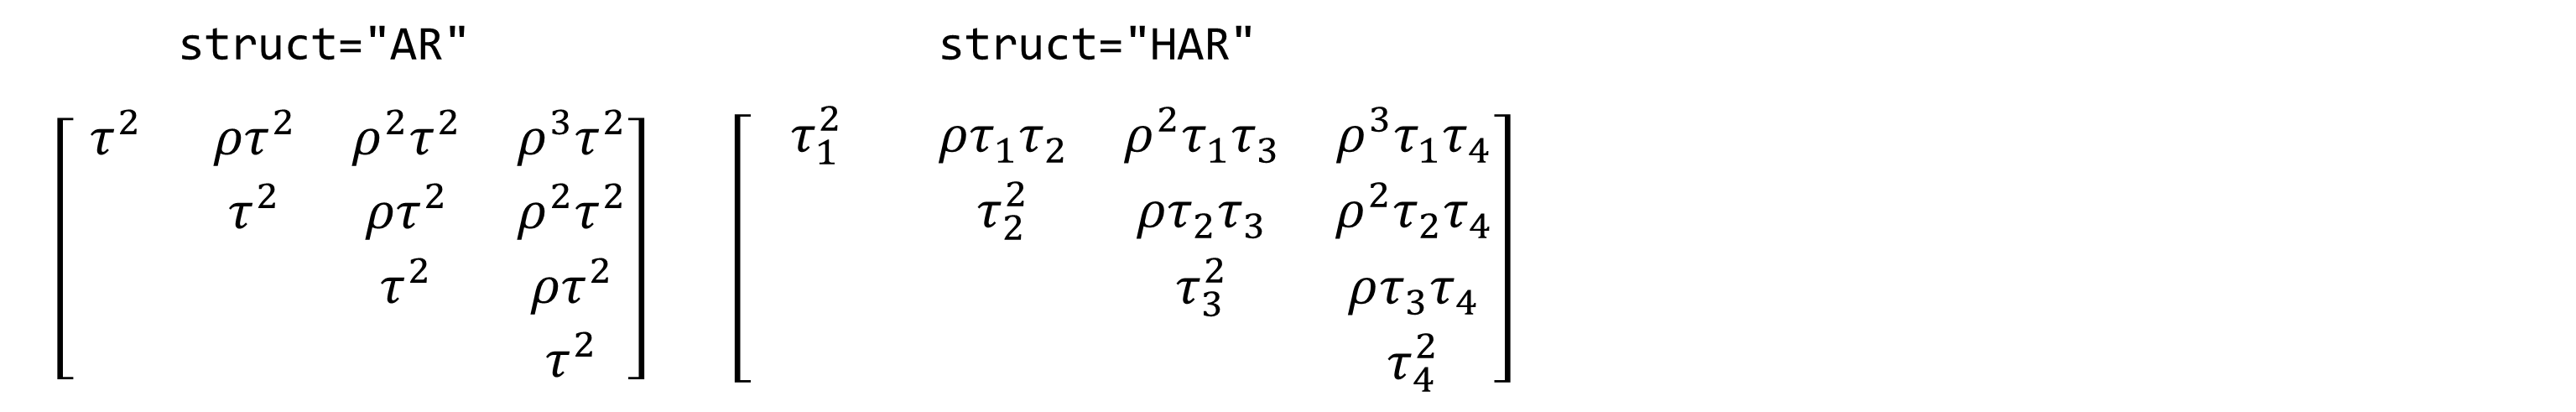 struct="AR" struct="HAR"
τ² ρτ² ρ²τ² ρ³τ² τ₁² ρτ₁τ₂ ρ²τ₁τ₃ ρ³τ₁τ₄
τ² ρτ² ρ²τ² τ₂² ρτ₂τ₃ ρ²τ₂τ₄
τ² ρτ² τ₃² ρτ₃τ₄
τ² τ₄²